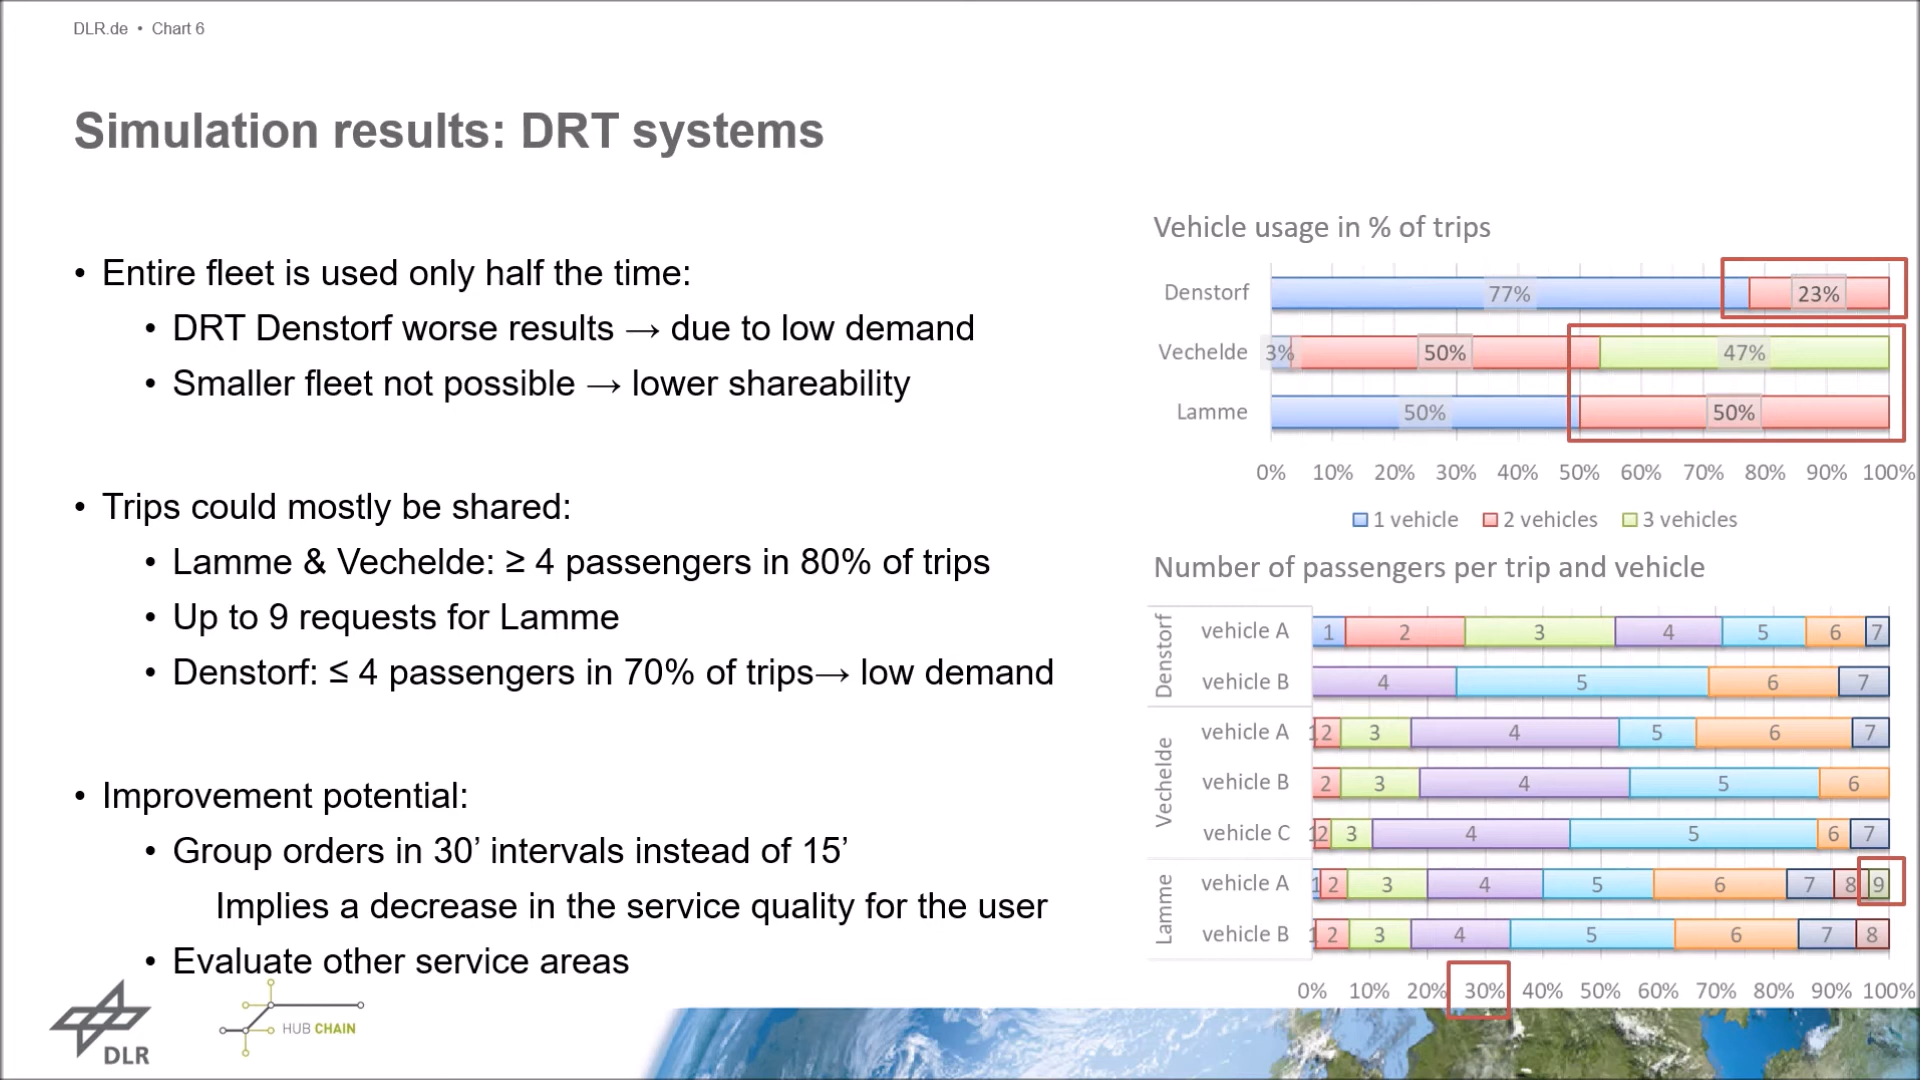 DLR.de • Chart 6
Simulation results: DRT systems
• Entire fleet is used only half the time:
• DRT Denstorf worse results → due to low demand
• Smaller fleet not possible → lower shareability
• Trips could mostly be shared:
• Lamme & Vechelde: ≥ 4 passengers in 80% of trips
• Up to 9 requests for Lamme
• Denstorf: ≤ 4 passengers in 70% of trips→ low demand
• Improvement potential:
• Group orders in 30’ intervals instead of 15’
Implies a decrease in the service quality for the user
• Evaluate other service areas
DLR
HUB CHAIN
Vehicle usage in % of trips
Denstorf 77% 23%
Vechelde 3% 50% 47%
Lamme 50% 50%
0% 10% 20% 30% 40% 50% 60% 70% 80% 90% 100%
1 vehicle 2 vehicles 3 vehicles
Number of passengers per trip and vehicle
Denstorf
vehicle A 1 2 3 4 5 6 7
vehicle B 4 5 6 7
Vechelde
vehicle A 1 2 3 4 5 6 7
vehicle B 2 3 4 5 6
vehicle C 1 2 3 4 5 6 7
Lamme
vehicle A 1 2 3 4 5 6 7 8 9
vehicle B 1 2 3 4 5 6 7 8
0% 10% 20% 30% 40% 50% 60% 70% 80% 90% 100%